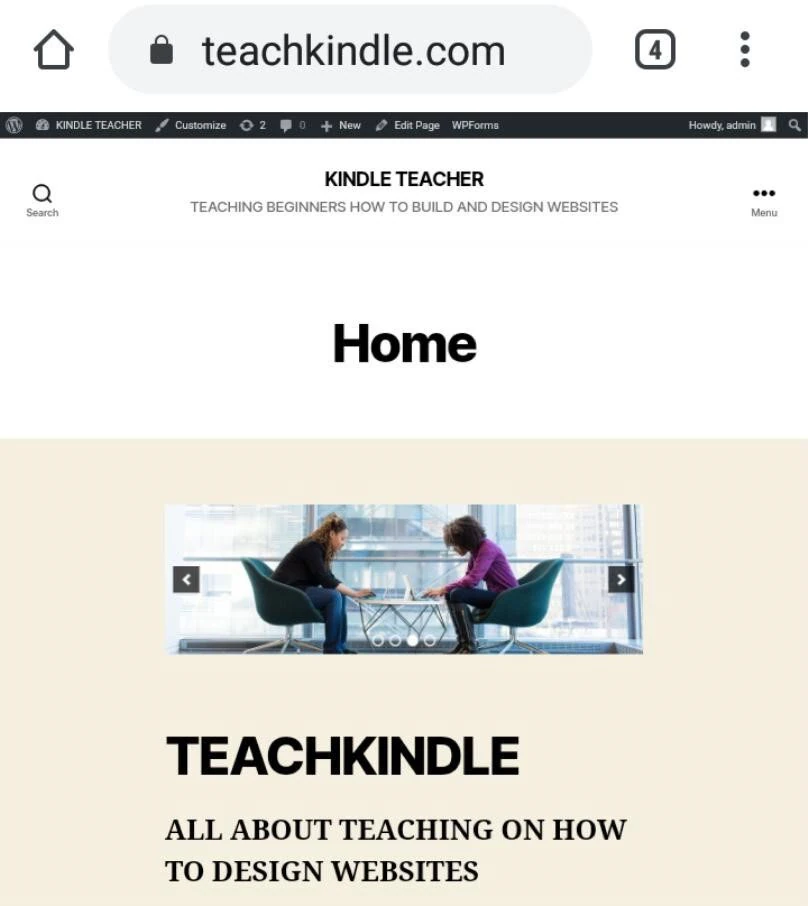 teachkindle.com 4
KINDLE TEACHER Customize 2 0 New Edit Page WPForms Howdy, admin
KINDLE TEACHER
Search
TEACHING BEGINNERS HOW TO BUILD AND DESIGN WEBSITES
Menu
Home
TEACHKINDLE
ALL ABOUT TEACHING ON HOW
TO DESIGN WEBSITES